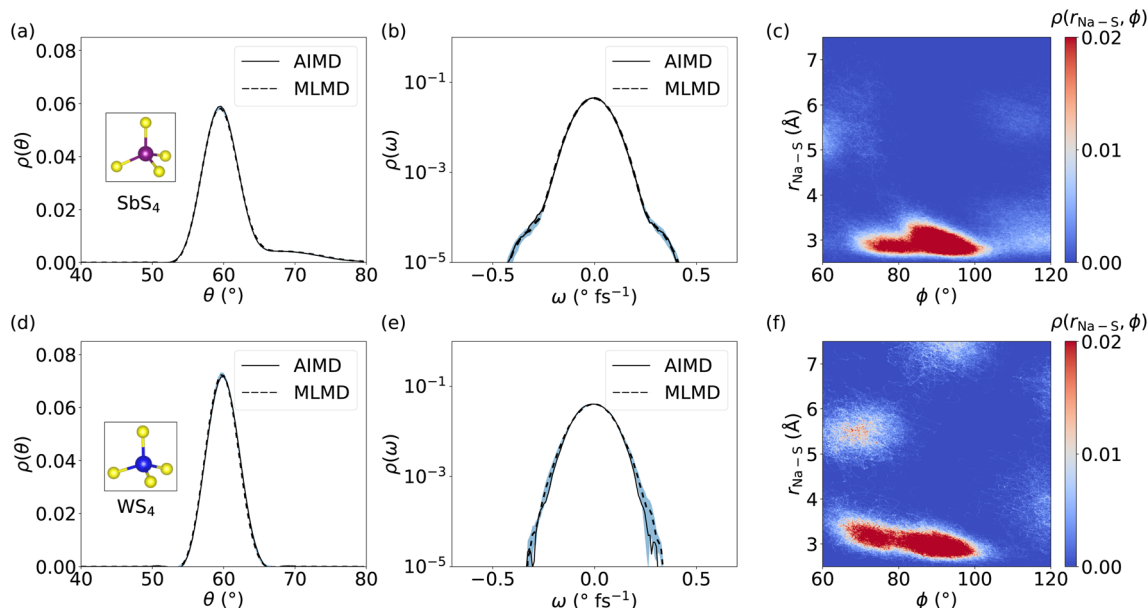 (a)
0.08
0.06
0.04
0.02
0.00
ρ(θ)
40 50 60 70 80
θ (°)
AIMD
MLMD
SbS₄
(b)
10⁻¹
10⁻³
10⁻⁵
ρ(ω)
−0.5 0.0 0.5
ω (° fs⁻¹)
AIMD
MLMD
(c)
7
6
5
4
3
r_Na−S (Å)
60 80 100 120
ϕ (°)
ρ(r_Na−S, ϕ)
0.02
0.01
0.00
(d)
0.08
0.06
0.04
0.02
0.00
ρ(θ)
40 50 60 70 80
θ (°)
AIMD
MLMD
WS₄
(e)
10⁻¹
10⁻³
10⁻⁵
ρ(ω)
−0.5 0.0 0.5
ω (° fs⁻¹)
AIMD
MLMD
(f)
7
6
5
4
3
r_Na−S (Å)
60 80 100 120
ϕ (°)
ρ(r_Na−S, ϕ)
0.02
0.01
0.00